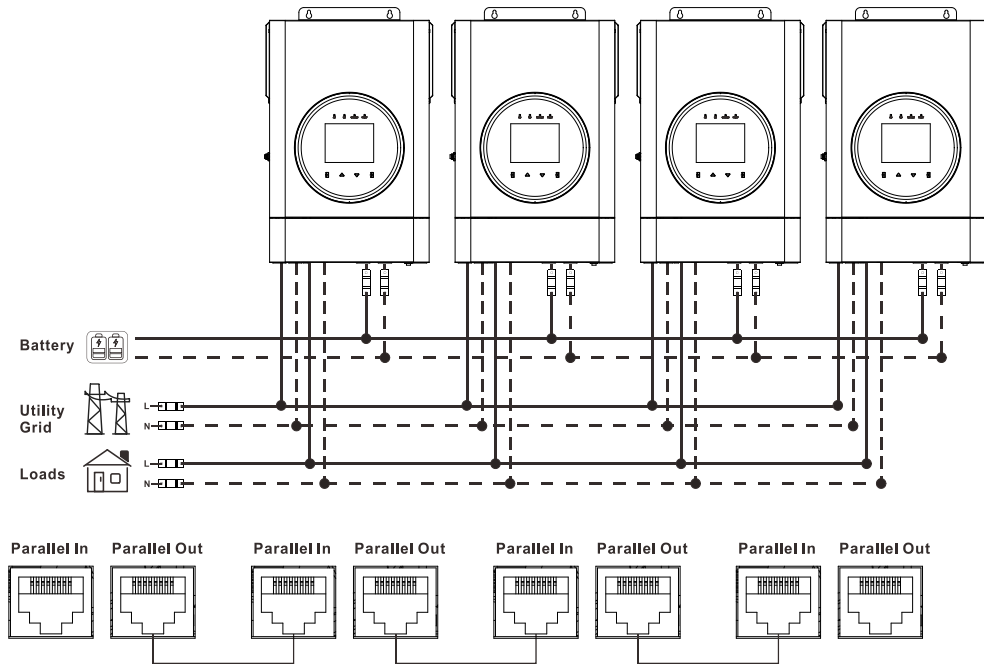 Battery
Utility
Grid
L
N
Loads
L
N
Parallel In Parallel Out Parallel In Parallel Out Parallel In Parallel Out Parallel In Parallel Out